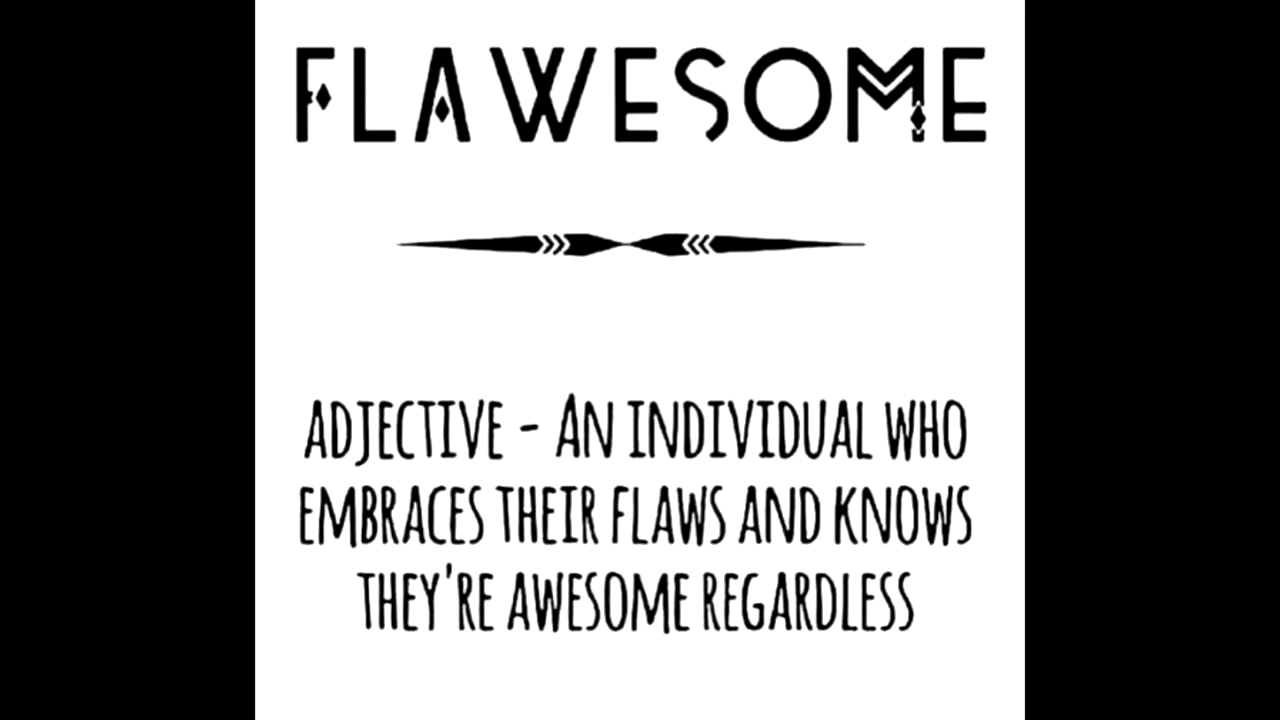 FLAWESOME
ADJECTIVE - AN INDIVIDUAL WHO
EMBRACES THEIR FLAWS AND KNOWS
THEY'RE AWESOME REGARDLESS